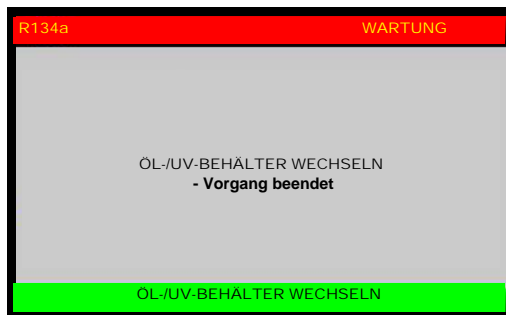 R134a WARTUNG
ÖL-/UV-BEHÄLTER WECHSELN
- Vorgang beendet
ÖL-/UV-BEHÄLTER WECHSELN